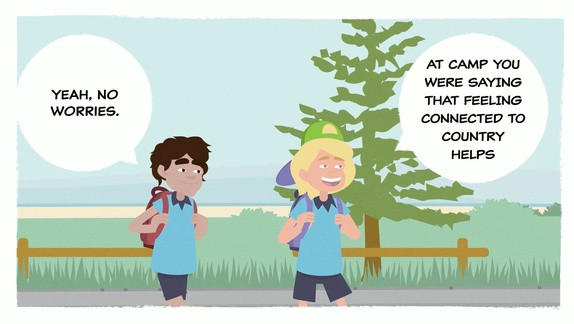 YEAH, NO
WORRIES.
AT CAMP YOU
WERE SAYING
THAT FEELING
CONNECTED TO
COUNTRY
HELPS